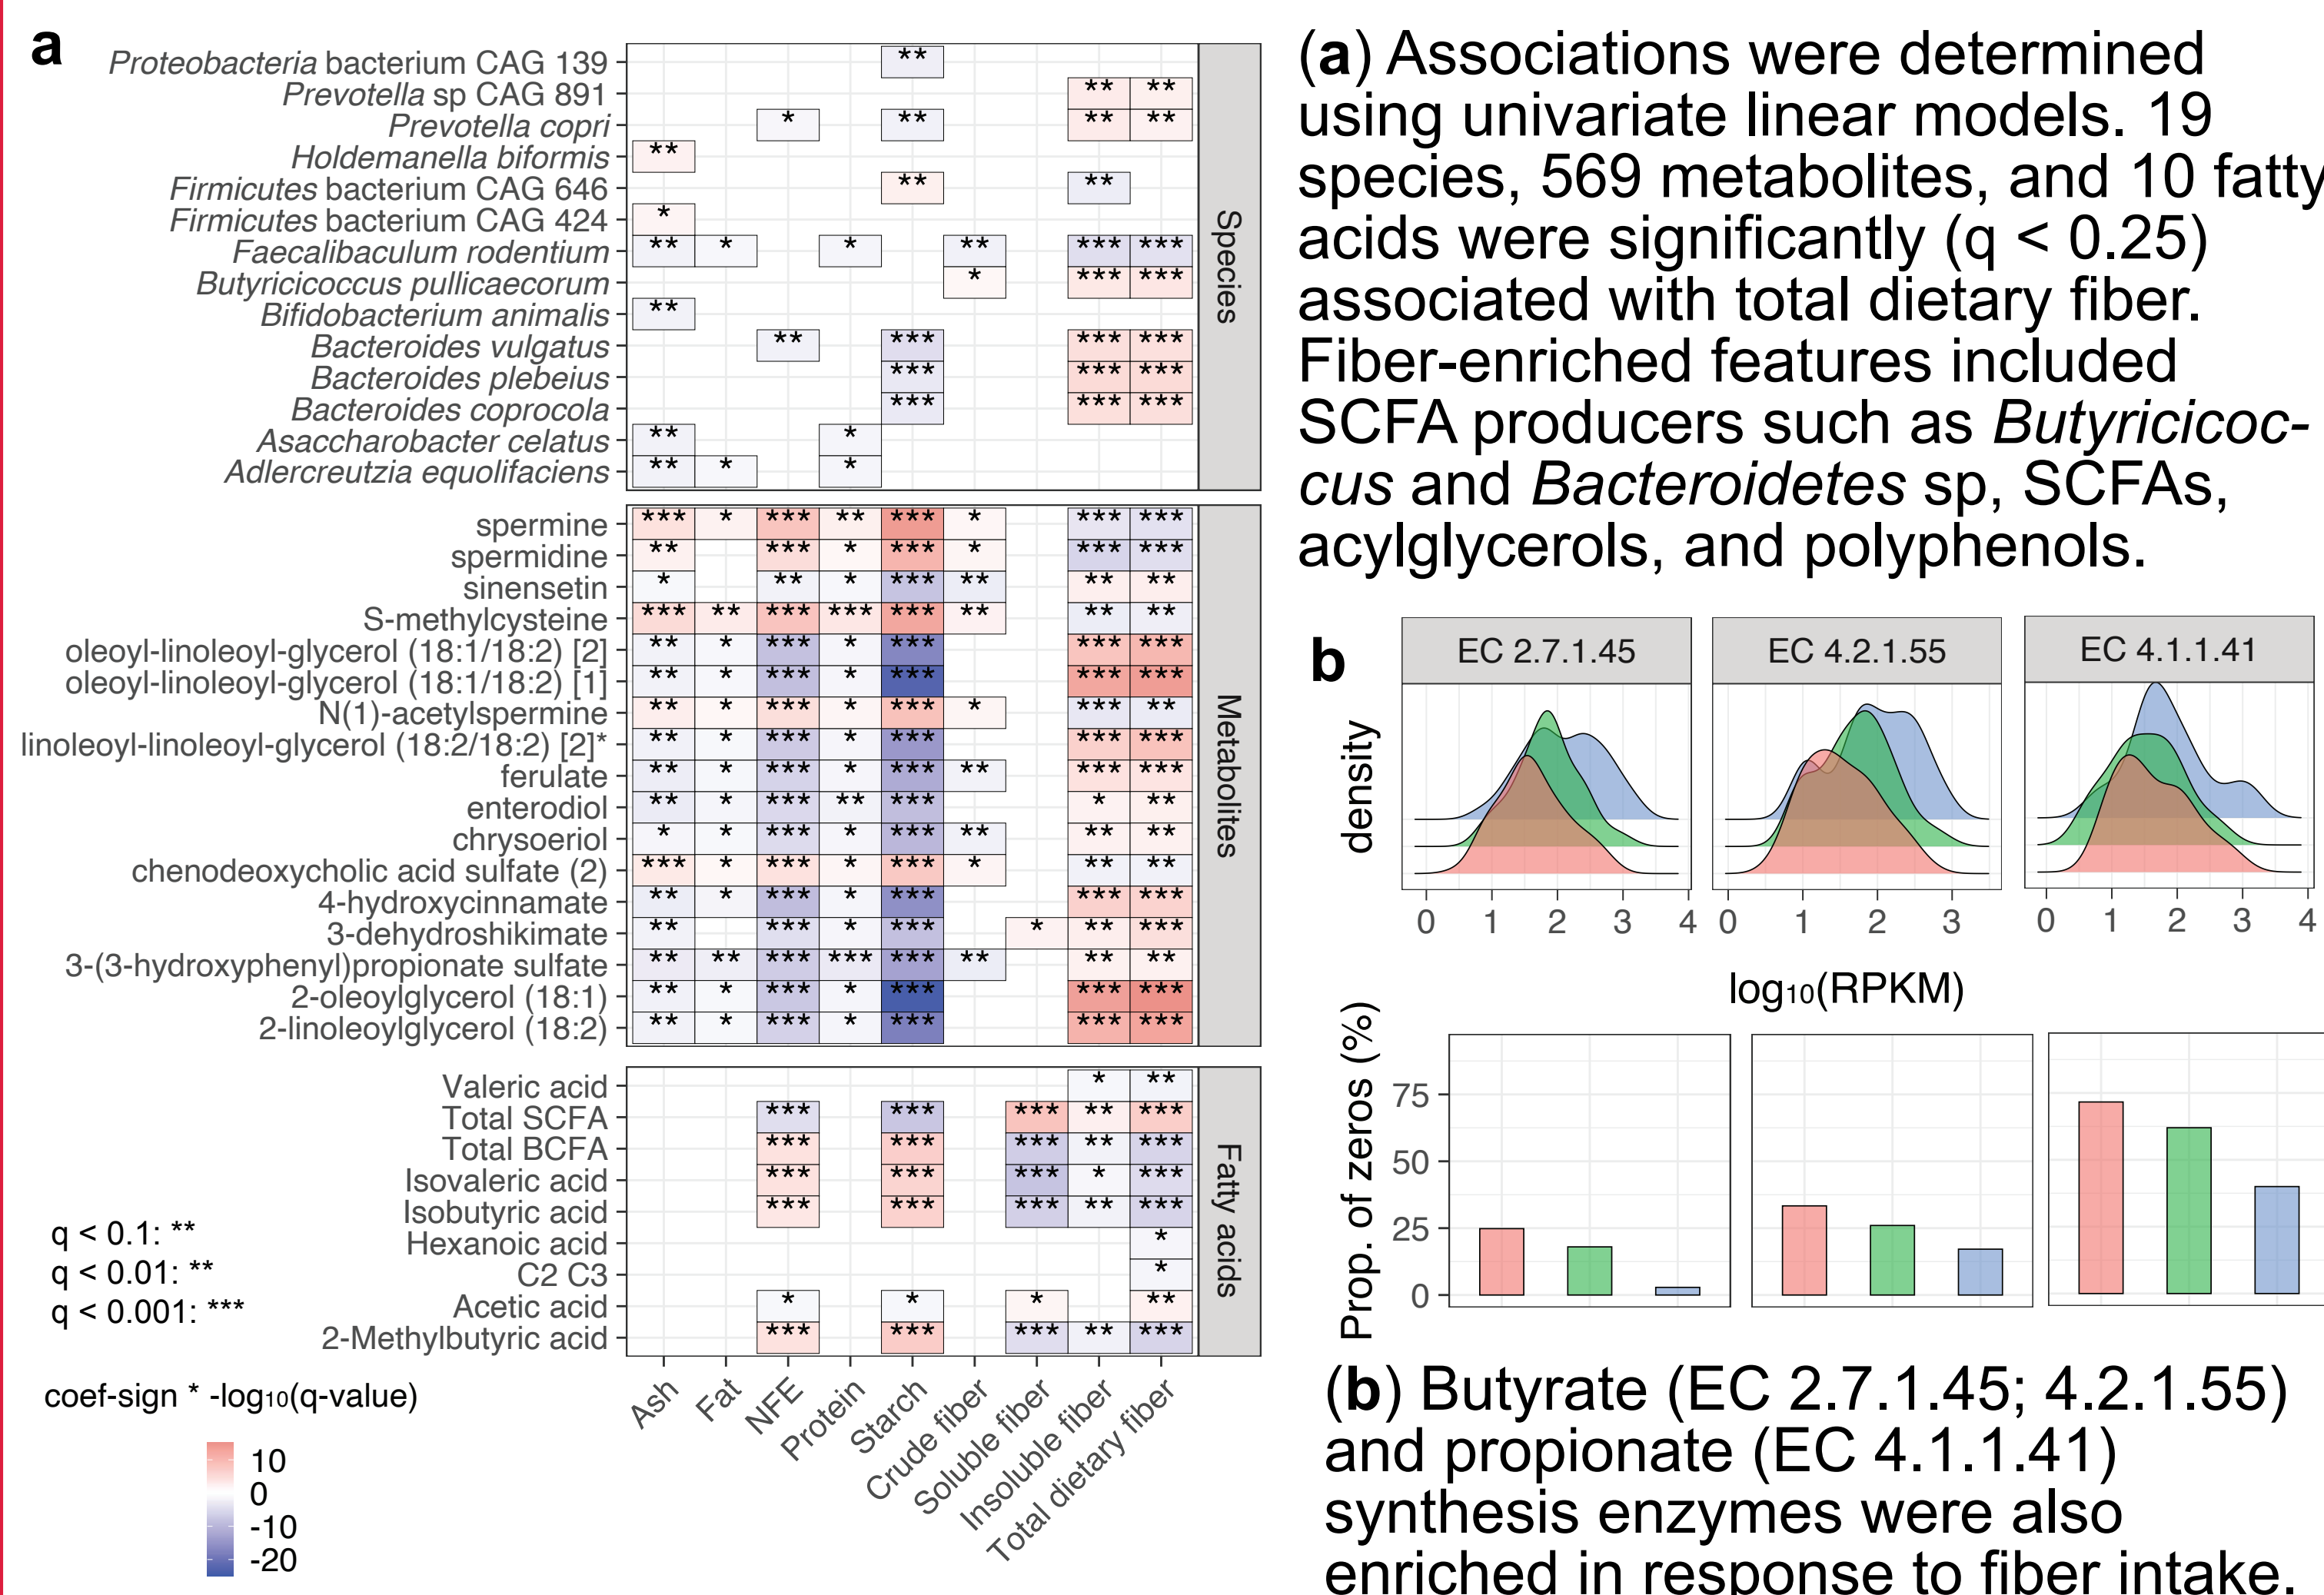 a
Proteobacteria bacterium CAG 139 **
Prevotella sp CAG 891 ** **
Prevotella copri * ** ** **
Holdemanella biformis **
Firmicutes bacterium CAG 646 ** **
Firmicutes bacterium CAG 424 *
Faecalibaculum rodentium ** * * ** *** ***
Butyricicoccus pullicaecorum * *** ***
Bifidobacterium animalis **
Bacteroides vulgatus ** *** *** ***
Bacteroides plebeius *** *** ***
Bacteroides coprocola *** *** ***
Asaccharobacter celatus ** *
Adlercreutzia equolifaciens ** * *
Species
spermine *** * *** ** *** * *** ***
spermidine ** *** * *** * *** ***
sinensetin * ** * *** ** ** **
S-methylcysteine *** ** *** *** *** ** ** **
oleoyl-linoleoyl-glycerol (18:1/18:2) [2] ** * *** * *** *** ***
oleoyl-linoleoyl-glycerol (18:1/18:2) [1] ** * *** * *** *** ***
N(1)-acetylspermine ** * *** * *** * *** **
linoleoyl-linoleoyl-glycerol (18:2/18:2) [2]* ** * *** * *** *** ***
ferulate ** * *** * *** ** *** ***
enterodiol ** * *** ** *** * **
chrysoeriol * * *** * *** ** ** **
chenodeoxycholic acid sulfate (2) *** * *** * *** * ** **
4-hydroxycinnamate ** * *** * *** *** ***
3-dehydroshikimate ** *** * *** * ** ***
3-(3-hydroxyphenyl)propionate sulfate ** ** *** *** *** ** ** **
2-oleoylglycerol (18:1) ** * *** * *** *** ***
2-linoleoylglycerol (18:2) ** * *** * *** *** ***
Metabolites
Valeric acid * **
Total SCFA *** *** *** ** ***
Total BCFA *** *** *** ** ***
Isovaleric acid *** *** *** * ***
Isobutyric acid *** *** *** ** ***
Hexanoic acid *
C2 C3 *
Acetic acid * * * **
2-Methylbutyric acid *** *** *** ** ***
Fatty acids
q < 0.1: **
q < 0.01: **
q < 0.001: ***
Ash
Fat
NFE
Protein
Starch
Crude fiber
Soluble fiber
Insoluble fiber
Total dietary fiber
coef-sign * -log10(q-value)
10
0
-10
-20
(a) Associations were determined
using univariate linear models. 19
species, 569 metabolites, and 10 fatty
acids were significantly (q < 0.25)
associated with total dietary fiber.
Fiber-enriched features included
SCFA producers such as Butyricicoc-
cus and Bacteroidetes sp, SCFAs,
acylglycerols, and polyphenols.
b
EC 2.7.1.45 EC 4.2.1.55 EC 4.1.1.41
density
0 1 2 3 4 0 1 2 3 0 1 2 3 4
log10(RPKM)
Prop. of zeros (%)
75
50
25
0
(b) Butyrate (EC 2.7.1.45; 4.2.1.55)
and propionate (EC 4.1.1.41)
synthesis enzymes were also
enriched in response to fiber intake.